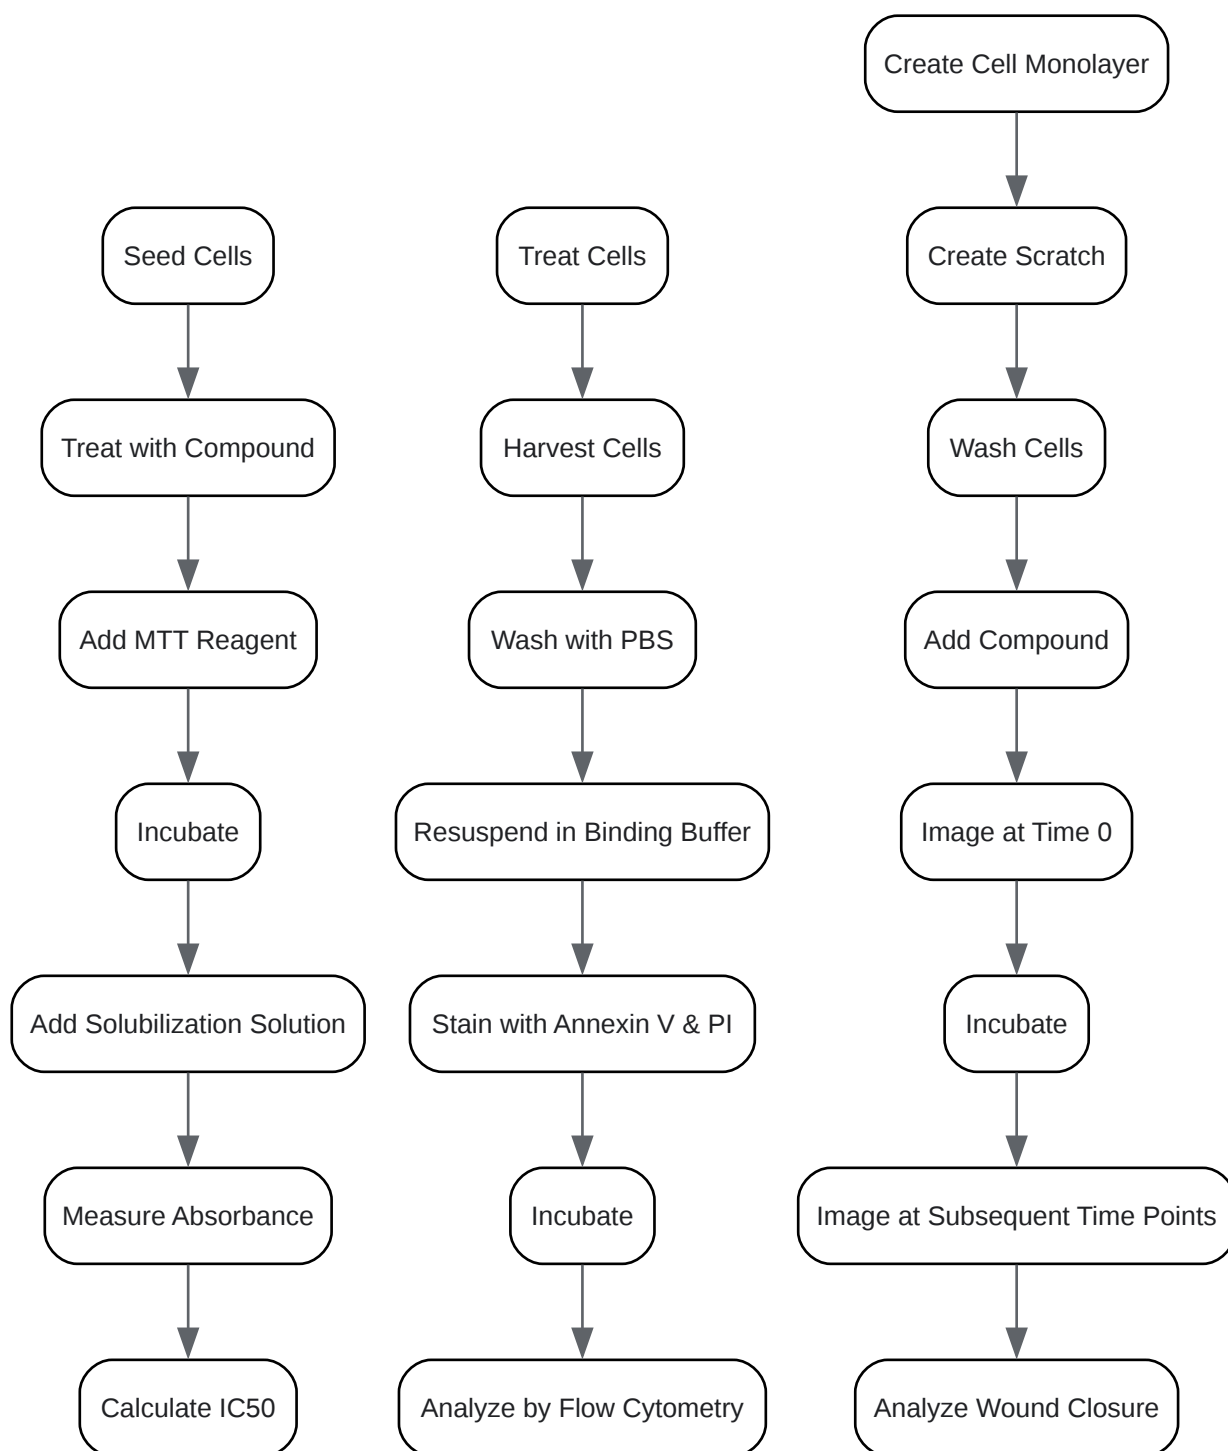 Create Cell Monolayer
Seed Cells
Treat Cells
Create Scratch
Treat with Compound
Harvest Cells
Wash Cells
Add MTT Reagent
Wash with PBS
Add Compound
Incubate
Resuspend in Binding Buffer
Image at Time 0
Add Solubilization Solution
Stain with Annexin V & PI
Incubate
Measure Absorbance
Incubate
Image at Subsequent Time Points
Calculate IC50
Analyze by Flow Cytometry
Analyze Wound Closure